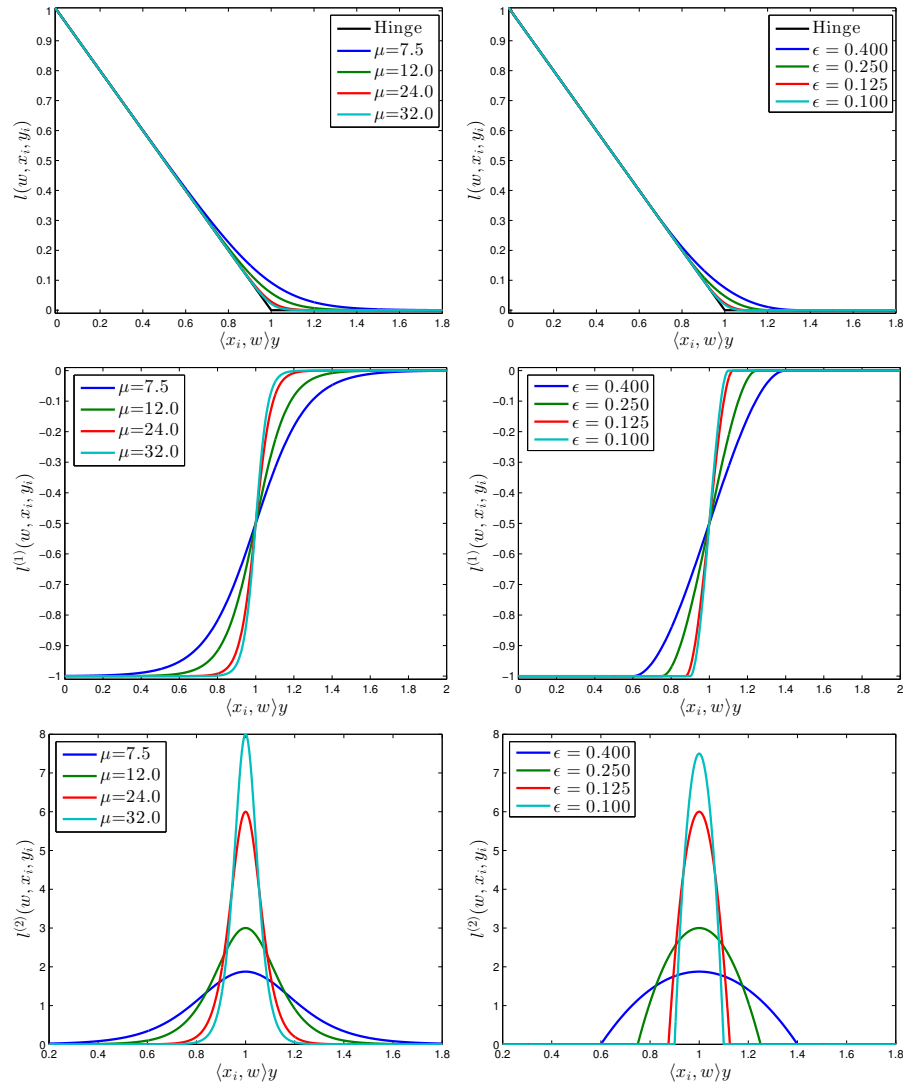 1
0.9
0.8
0.7
0.6
0.5
0.4
0.3
0.2
0.1
0
l(w, x_i, y_i)
Hinge
μ=7.5
μ=12.0
μ=24.0
μ=32.0
0 0.2 0.4 0.6 0.8 1 1.2 1.4 1.6 1.8
⟨x_i, w⟩y
1
0.9
0.8
0.7
0.6
0.5
0.4
0.3
0.2
0.1
0
l(w, x_i, y_i)
Hinge
ϵ = 0.400
ϵ = 0.250
ϵ = 0.125
ϵ = 0.100
0 0.2 0.4 0.6 0.8 1 1.2 1.4 1.6 1.8
⟨x_i, w⟩y
0
−0.1
−0.2
−0.3
−0.4
−0.5
−0.6
−0.7
−0.8
−0.9
−1
l^{(1)}(w, x_i, y_i)
μ=7.5
μ=12.0
μ=24.0
μ=32.0
0 0.2 0.4 0.6 0.8 1 1.2 1.4 1.6 1.8 2
⟨x_i, w⟩y
0
−0.1
−0.2
−0.3
−0.4
−0.5
−0.6
−0.7
−0.8
−0.9
−1
l^{(1)}(w, x_i, y_i)
ϵ = 0.400
ϵ = 0.250
ϵ = 0.125
ϵ = 0.100
0 0.2 0.4 0.6 0.8 1 1.2 1.4 1.6 1.8 2
⟨x_i, w⟩y
8
7
6
5
4
3
2
1
0
l^{(2)}(w, x_i, y_i)
μ=7.5
μ=12.0
μ=24.0
μ=32.0
0.2 0.4 0.6 0.8 1 1.2 1.4 1.6 1.8
⟨x_i, w⟩y
8
7
6
5
4
3
2
1
0
l^{(2)}(w, x_i, y_i)
ϵ = 0.400
ϵ = 0.250
ϵ = 0.125
ϵ = 0.100
0.2 0.4 0.6 0.8 1 1.2 1.4 1.6 1.8
⟨x_i, w⟩y